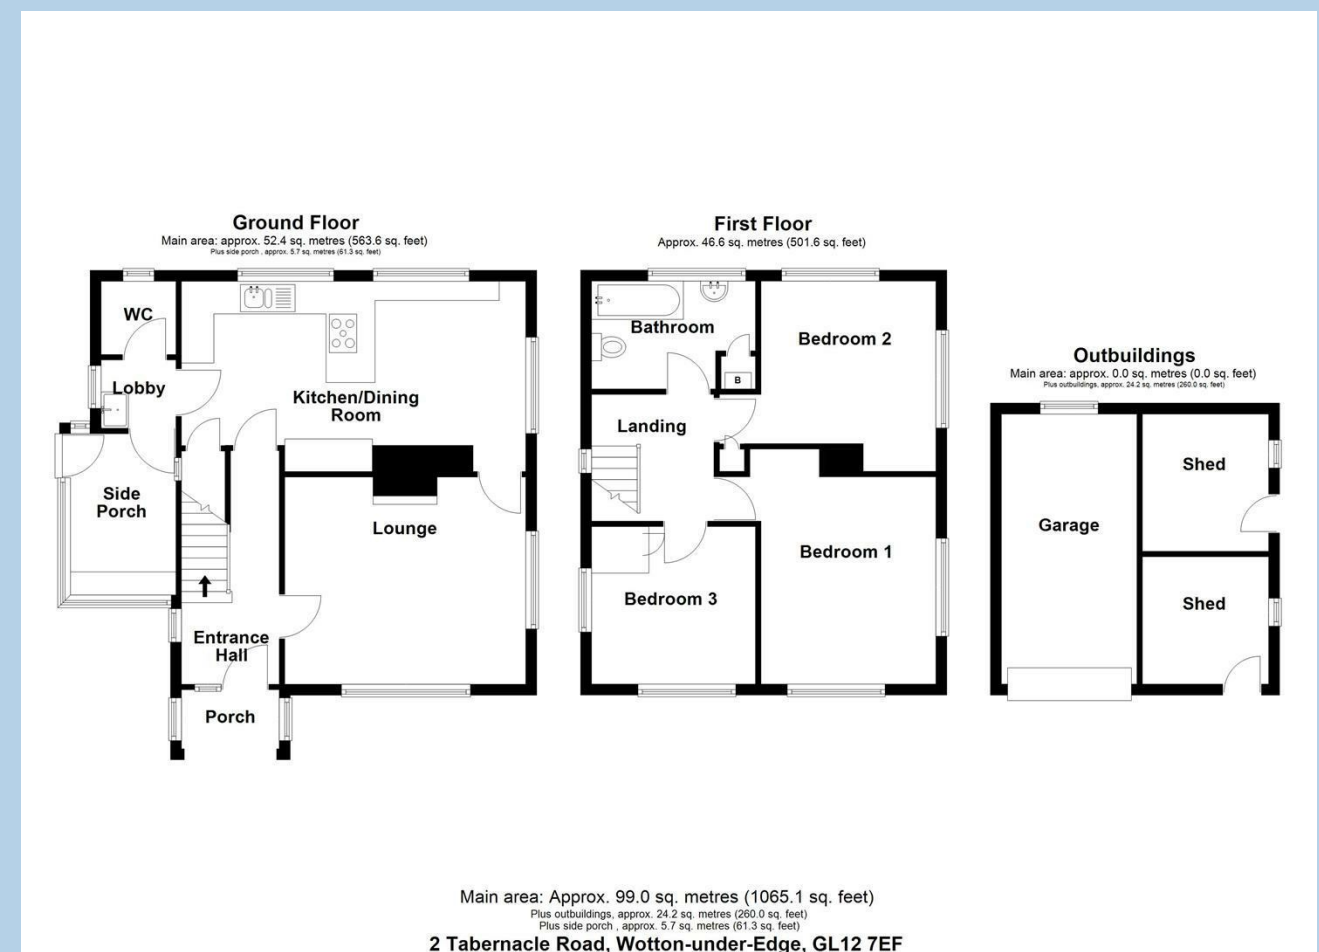 Ground Floor
Main area: approx. 52.4 sq. metres (563.6 sq. feet)
Plus side porch , approx. 5.7 sq. metres (61.3 sq. feet)
WC
Lobby
Kitchen/Dining
Room
Side
Porch
Lounge
Entrance
Hall
Porch
First Floor
Approx. 46.6 sq. metres (501.6 sq. feet)
Bathroom
B
Bedroom 2
Landing
Bedroom 1
Bedroom 3
Outbuildings
Main area: approx. 0.0 sq. metres (0.0 sq. feet)
Plus outbuildings, approx. 24.2 sq. metres (260.0 sq. feet)
Shed
Garage
Shed
Main area: Approx. 99.0 sq. metres (1065.1 sq. feet)
Plus outbuildings, approx. 24.2 sq. metres (260.0 sq. feet)
Plus side porch , approx. 5.7 sq. metres (61.3 sq. feet)
2 Tabernacle Road, Wotton-under-Edge, GL12 7EF